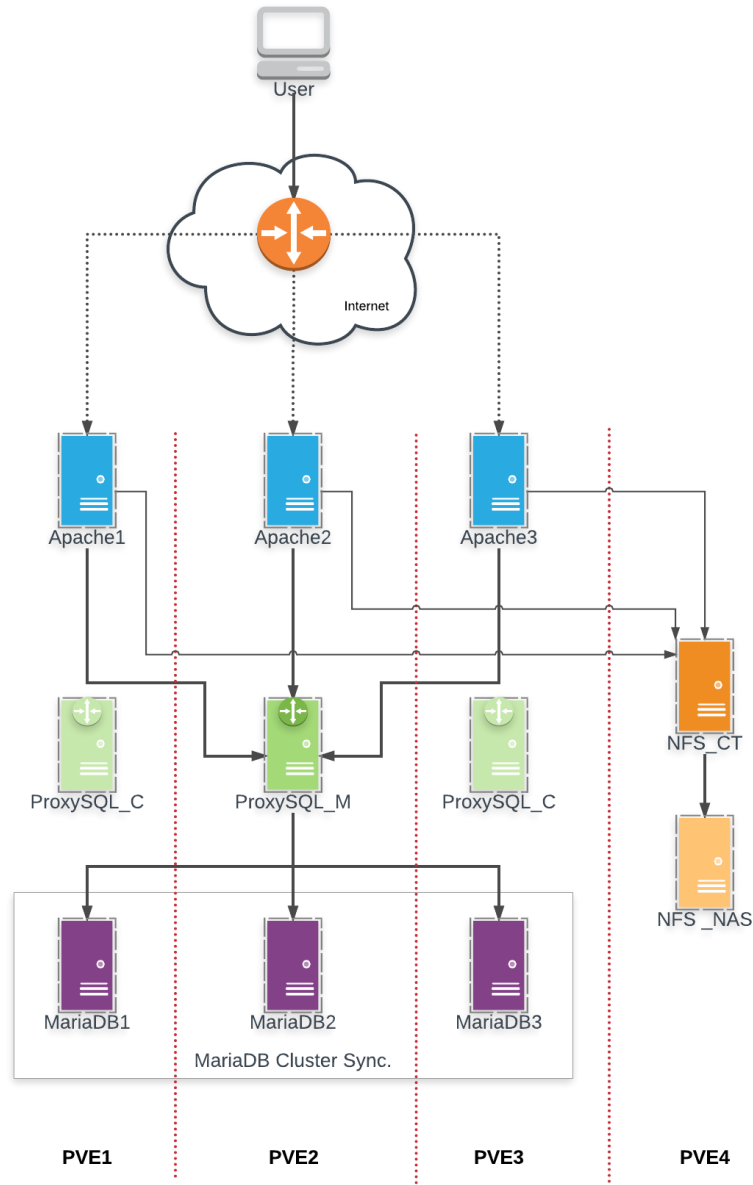 User
Internet
Apache1
Apache2
Apache3
NFS_CT
ProxySQL_C
ProxySQL_M
ProxySQL_C
NFS _NAS
MariaDB1
MariaDB2
MariaDB3
MariaDB Cluster Sync.
PVE1
PVE2
PVE3
PVE4